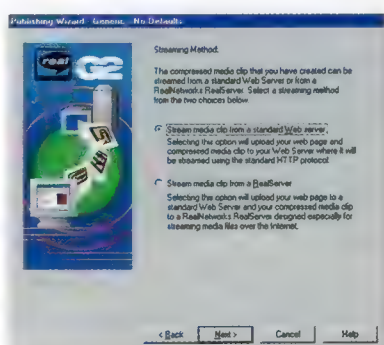 Publishing Wizard - Generic - No Defaults
real
G2
Streaming Method.
The compressed media clip that you have created can be
streamed from a standard Web Server or from a
RealNetworks RealServer. Select a streaming method
from the two choices below.
Stream media clip from a standard Web server.
Selecting this option will upload your web page and
compressed media clip to your Web Server where it will
be streamed using the standard HTTP protocol.
Stream media clip from a RealServer
Selecting this option will upload your web page to a
standard Web Server and your compressed media clip
to a RealNetworks RealServer designed especially for
streaming media files over the Internet.
< Back
Next >
Cancel
Help